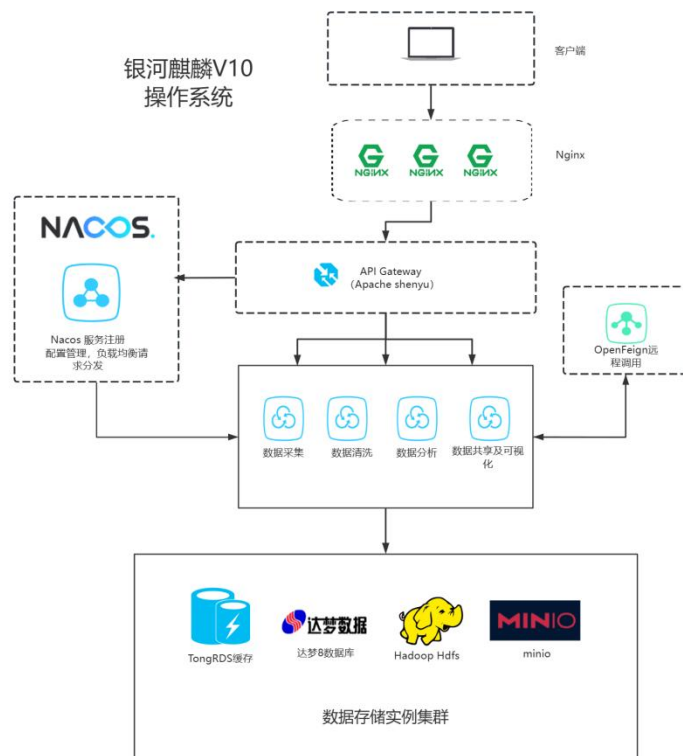 银河麒麟V10
操作系统
客户端
NGINX
NGINX
NGINX
Nginx
NACOS.
Nacos 服务注册
配置管理，负载均衡请
求分发
API Gateway
（Apache shenyu）
OpenFeign远
程调用
数据采集
数据清洗
数据分析
数据共享及可视
化
TongRDS缓存
达梦数据
达梦8数据库
Hadoop Hdfs
MINIO
minio
数据存储实例集群